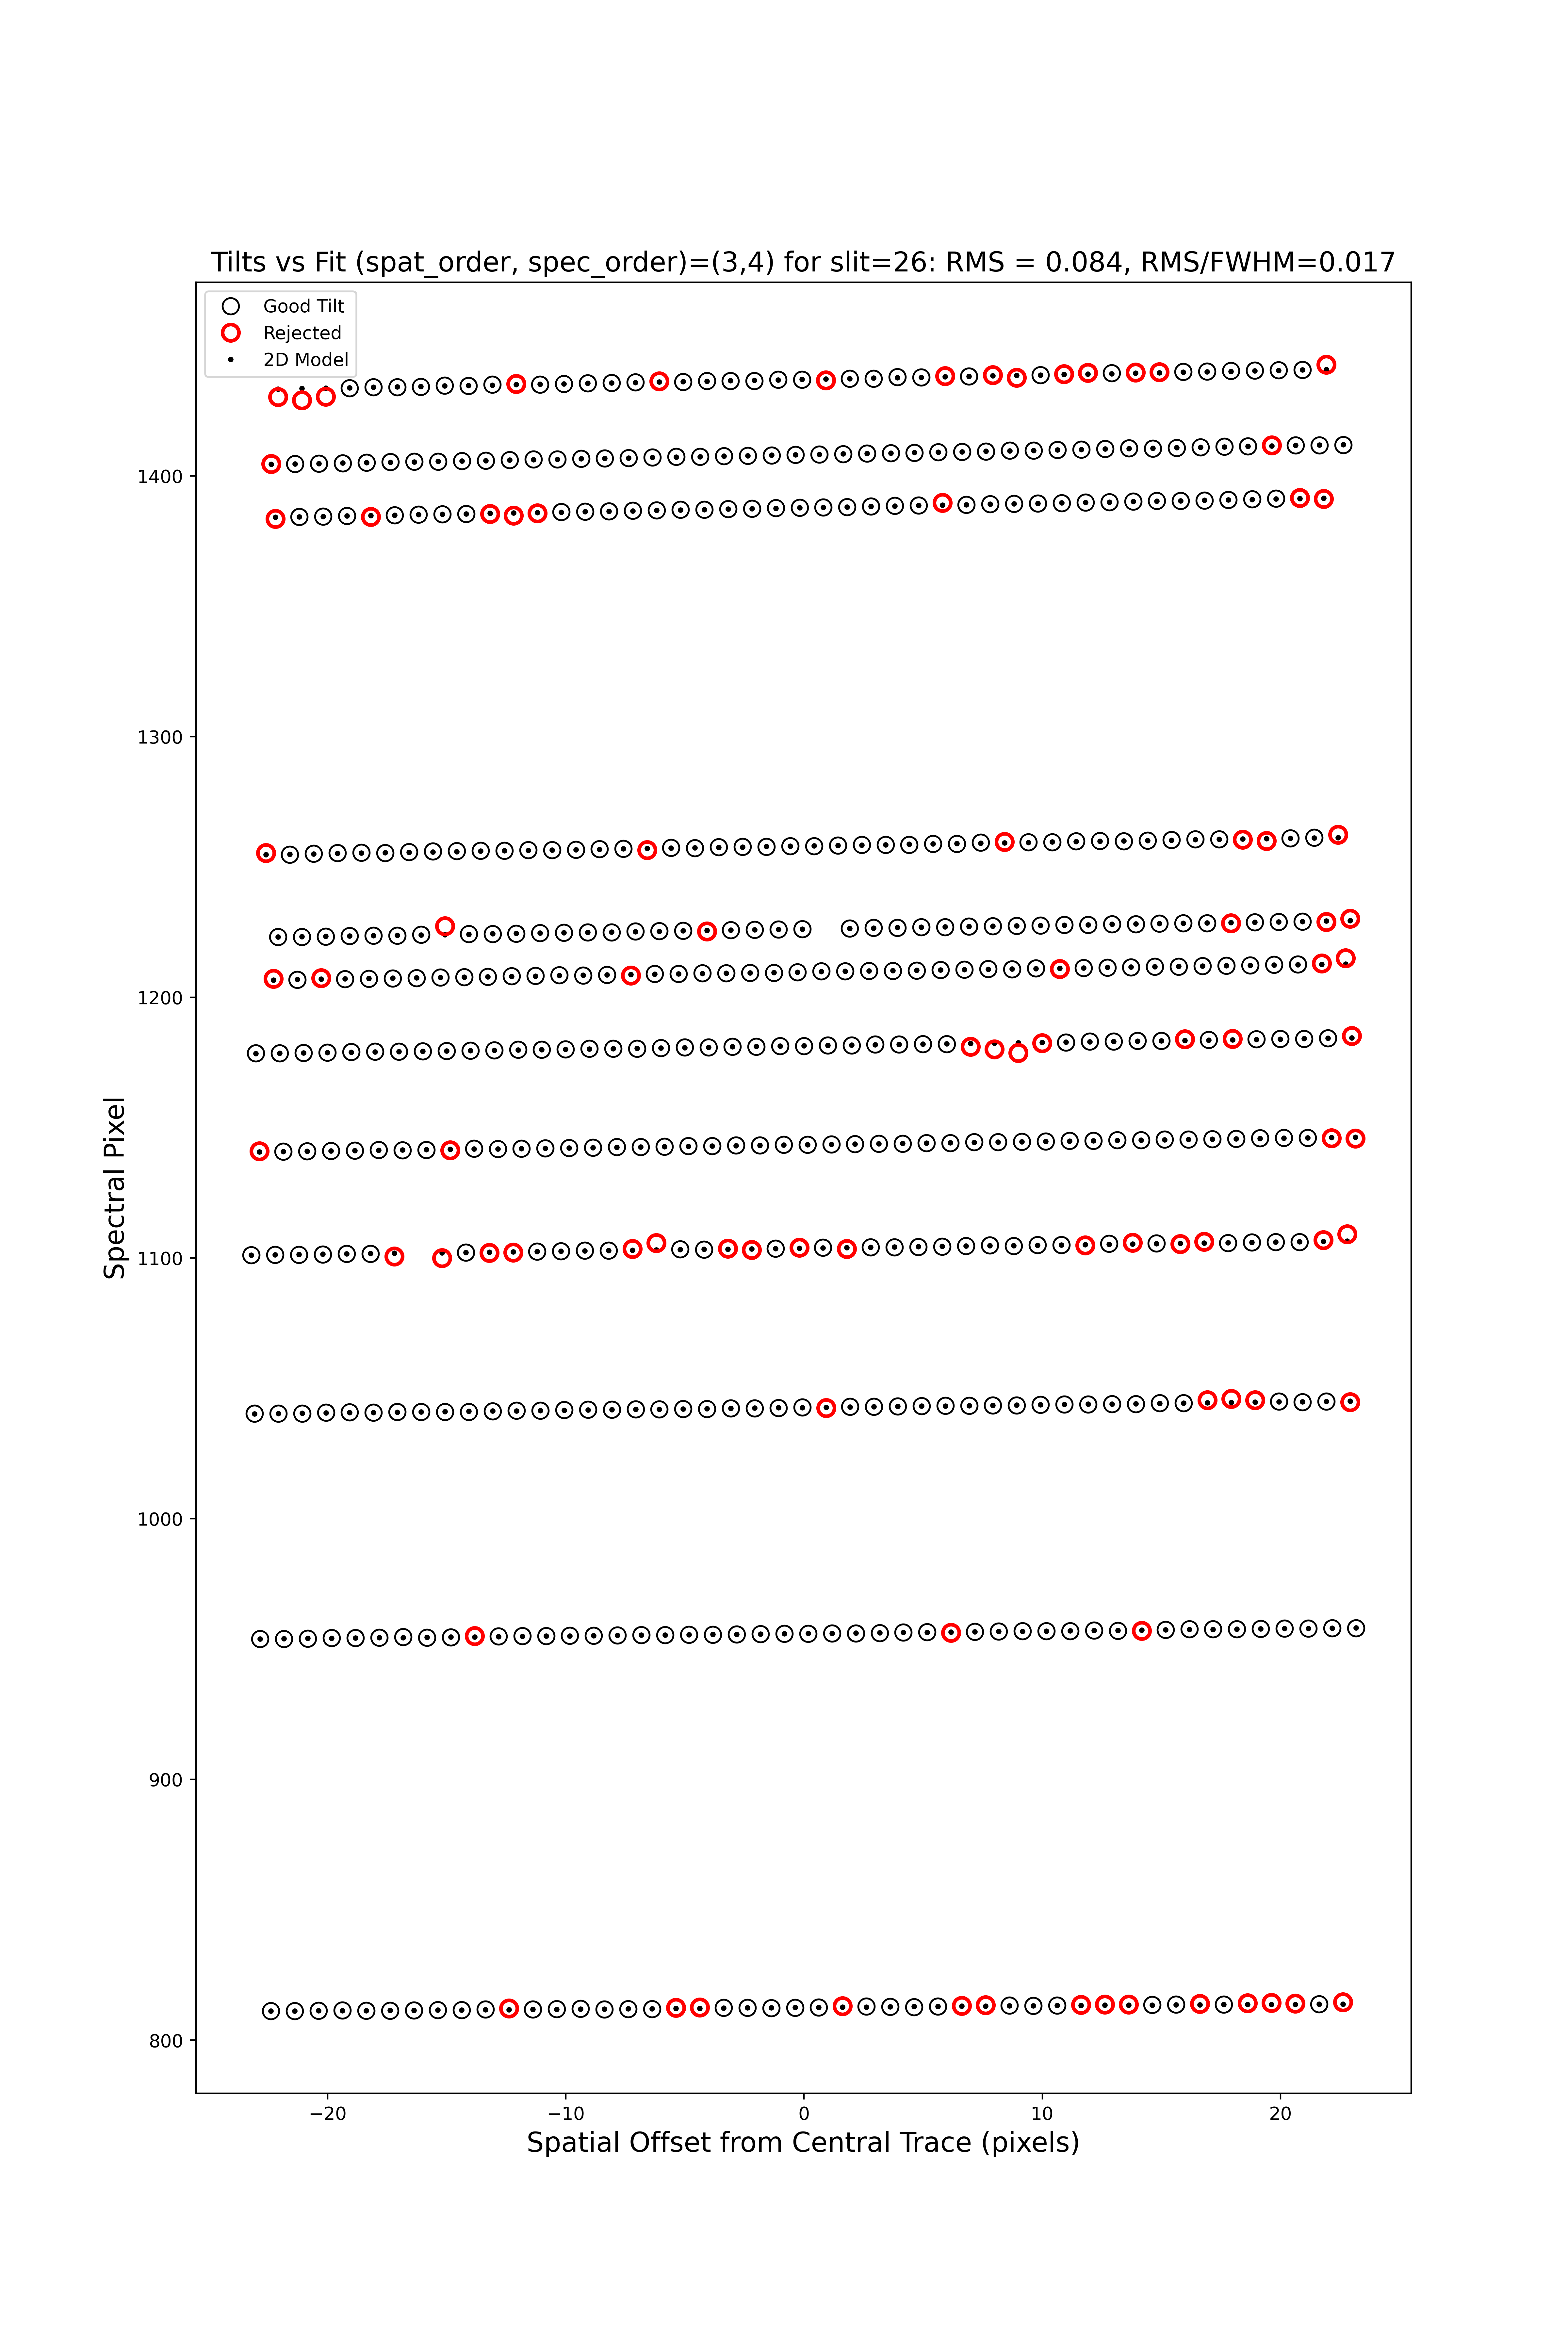 Tilts vs Fit (spat_order, spec_order)=(3,4) for slit=26: RMS = 0.084, RMS/FWHM=0.017
Good Tilt
Rejected
2D Model
1400
1300
1200
1100
1000
900
800
Spectral Pixel
−20
−10
0
10
20
Spatial Offset from Central Trace (pixels)